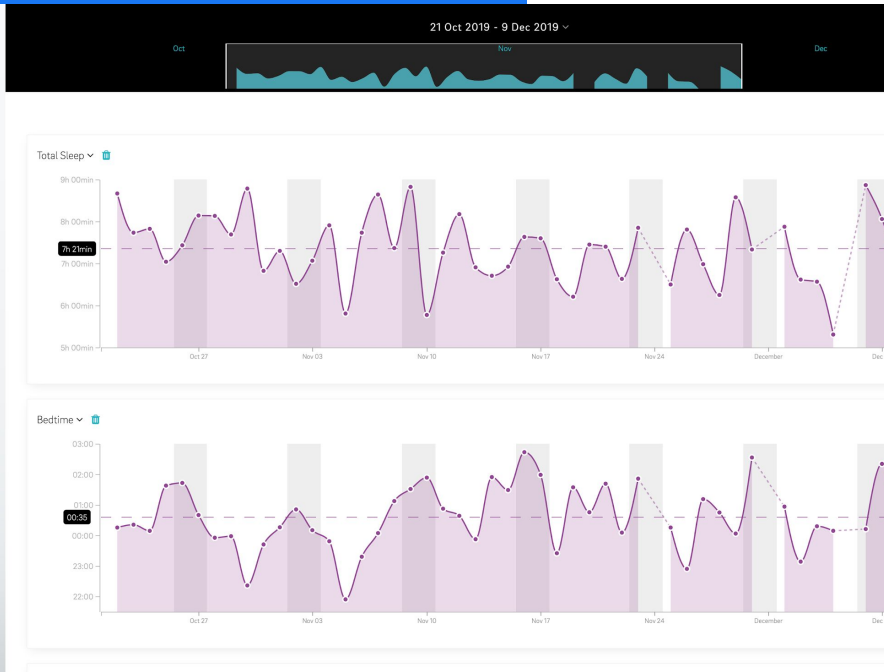 21 Oct 2019 - 9 Dec 2019
Oct Nov Dec
Total Sleep
9h 00min
8h 00min
7h 21min
7h 00min
6h 00min
5h 00min
Oct 27 Nov 03 Nov 10 Nov 17 Nov 24 December Dec
Bedtime
03:00
02:00
01:00
00:35
00:00
23:00
22:00
Oct 27 Nov 03 Nov 10 Nov 17 Nov 24 December Dec